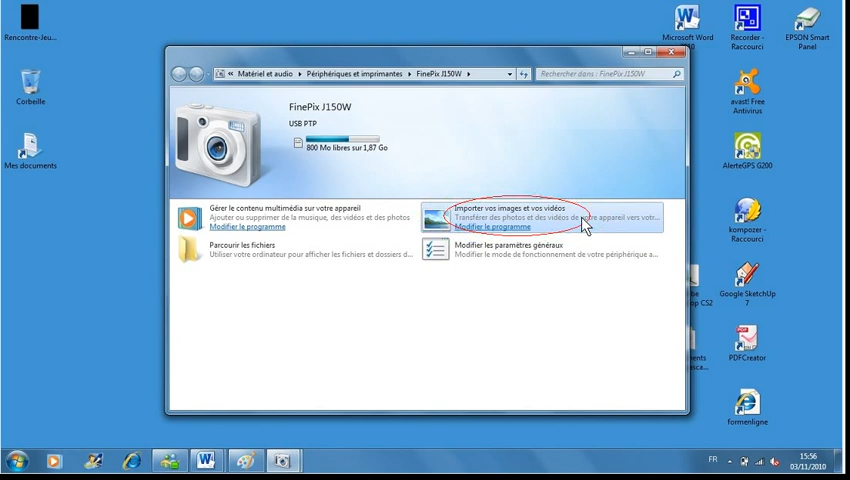 Rencontre-Jeu...
Corbeille
Mes documents
Microsoft Word
Recorder -
Raccourci
EPSON Smart
Panel
avast! Free
Antivirus
AlerteGPS G200
kompozer -
Raccourci
Google SketchUp
7
PDFCreator
formenligne
« Matériel et audio
Périphériques et imprimantes
FinePix J150W
Rechercher dans : FinePix J150W
FinePix J150W
USB PTP
800 Mo libres sur 1,87 Go
Gérer le contenu multimédia sur votre appareil
Ajouter ou supprimer de la musique, des vidéos et des photos
Modifier le programme
Importer vos images et vos vidéos
Transférer des photos et des vidéos de votre appareil vers votr...
Modifier le programme
Parcourir les fichiers
Utiliser votre ordinateur pour afficher les fichiers et dossiers d...
Modifier les paramètres généraux
Modifier le mode de fonctionnement de votre périphérique a...
FR
15:56
03/11/2010